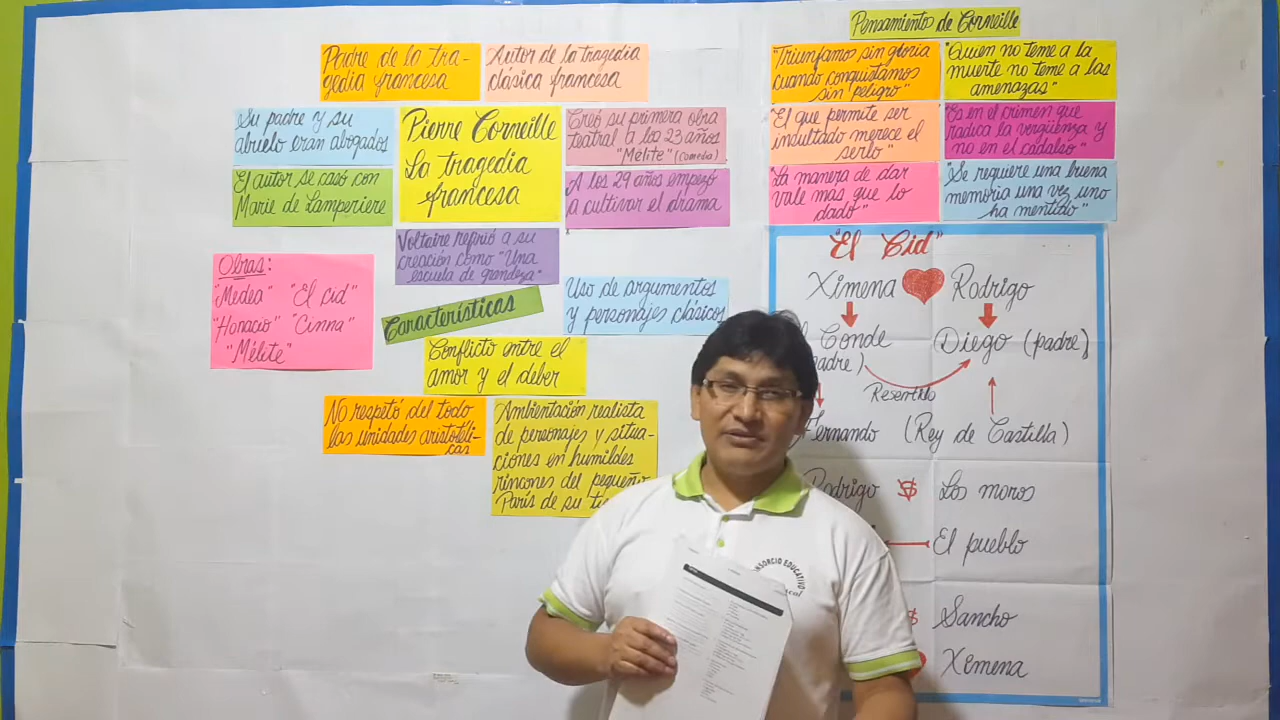 Pensamiento de Corneille
Padre de la tra-
gedia francesa
Autor de la tragedia
clásica francesa
Su padre y su
abuelo eran abogados
Pierre Corneille
La tragedia
francesa
Creó su primera obra
teatral a los 23 años
"Mélite" (comedia)
El autor se casó con
Marie de Lamperiere
A los 29 años empezó
a cultivar el drama
Voltaire refirió a su
creación como "Una
escuela de grandeza"
Obras:
"Medea" "El cid"
"Horacio" "Cinna"
"Mélite"
Características
Uso de argumentos
y personajes clásicos
Conflicto entre el
amor y el deber
No respetó del todo
las unidades aristotéli-
cas
Ambientación realista
de personajes y situa-
ciones en humildes
rincones del pequeño
París de su
"Triunfamos sin gloria
cuando conquistamos
sin peligro"
"Quien no teme a la
muerte no teme a las
amenazas"
"El que permite ser
insultado merece el
serlo"
"Es en el crimen que
radica la vergüenza y
no en el cadalso"
"La manera de dar
vale más que lo
dado"
"Se requiere una buena
memoria una vez uno
ha mentido"
"El Cid"
Ximena Rodrigo
Conde Diego (padre)
Resentido
Fernando (Rey de Castilla)
Rodrigo VS Los moros
El pueblo
Sancho
Ximena
EDUCATIVO